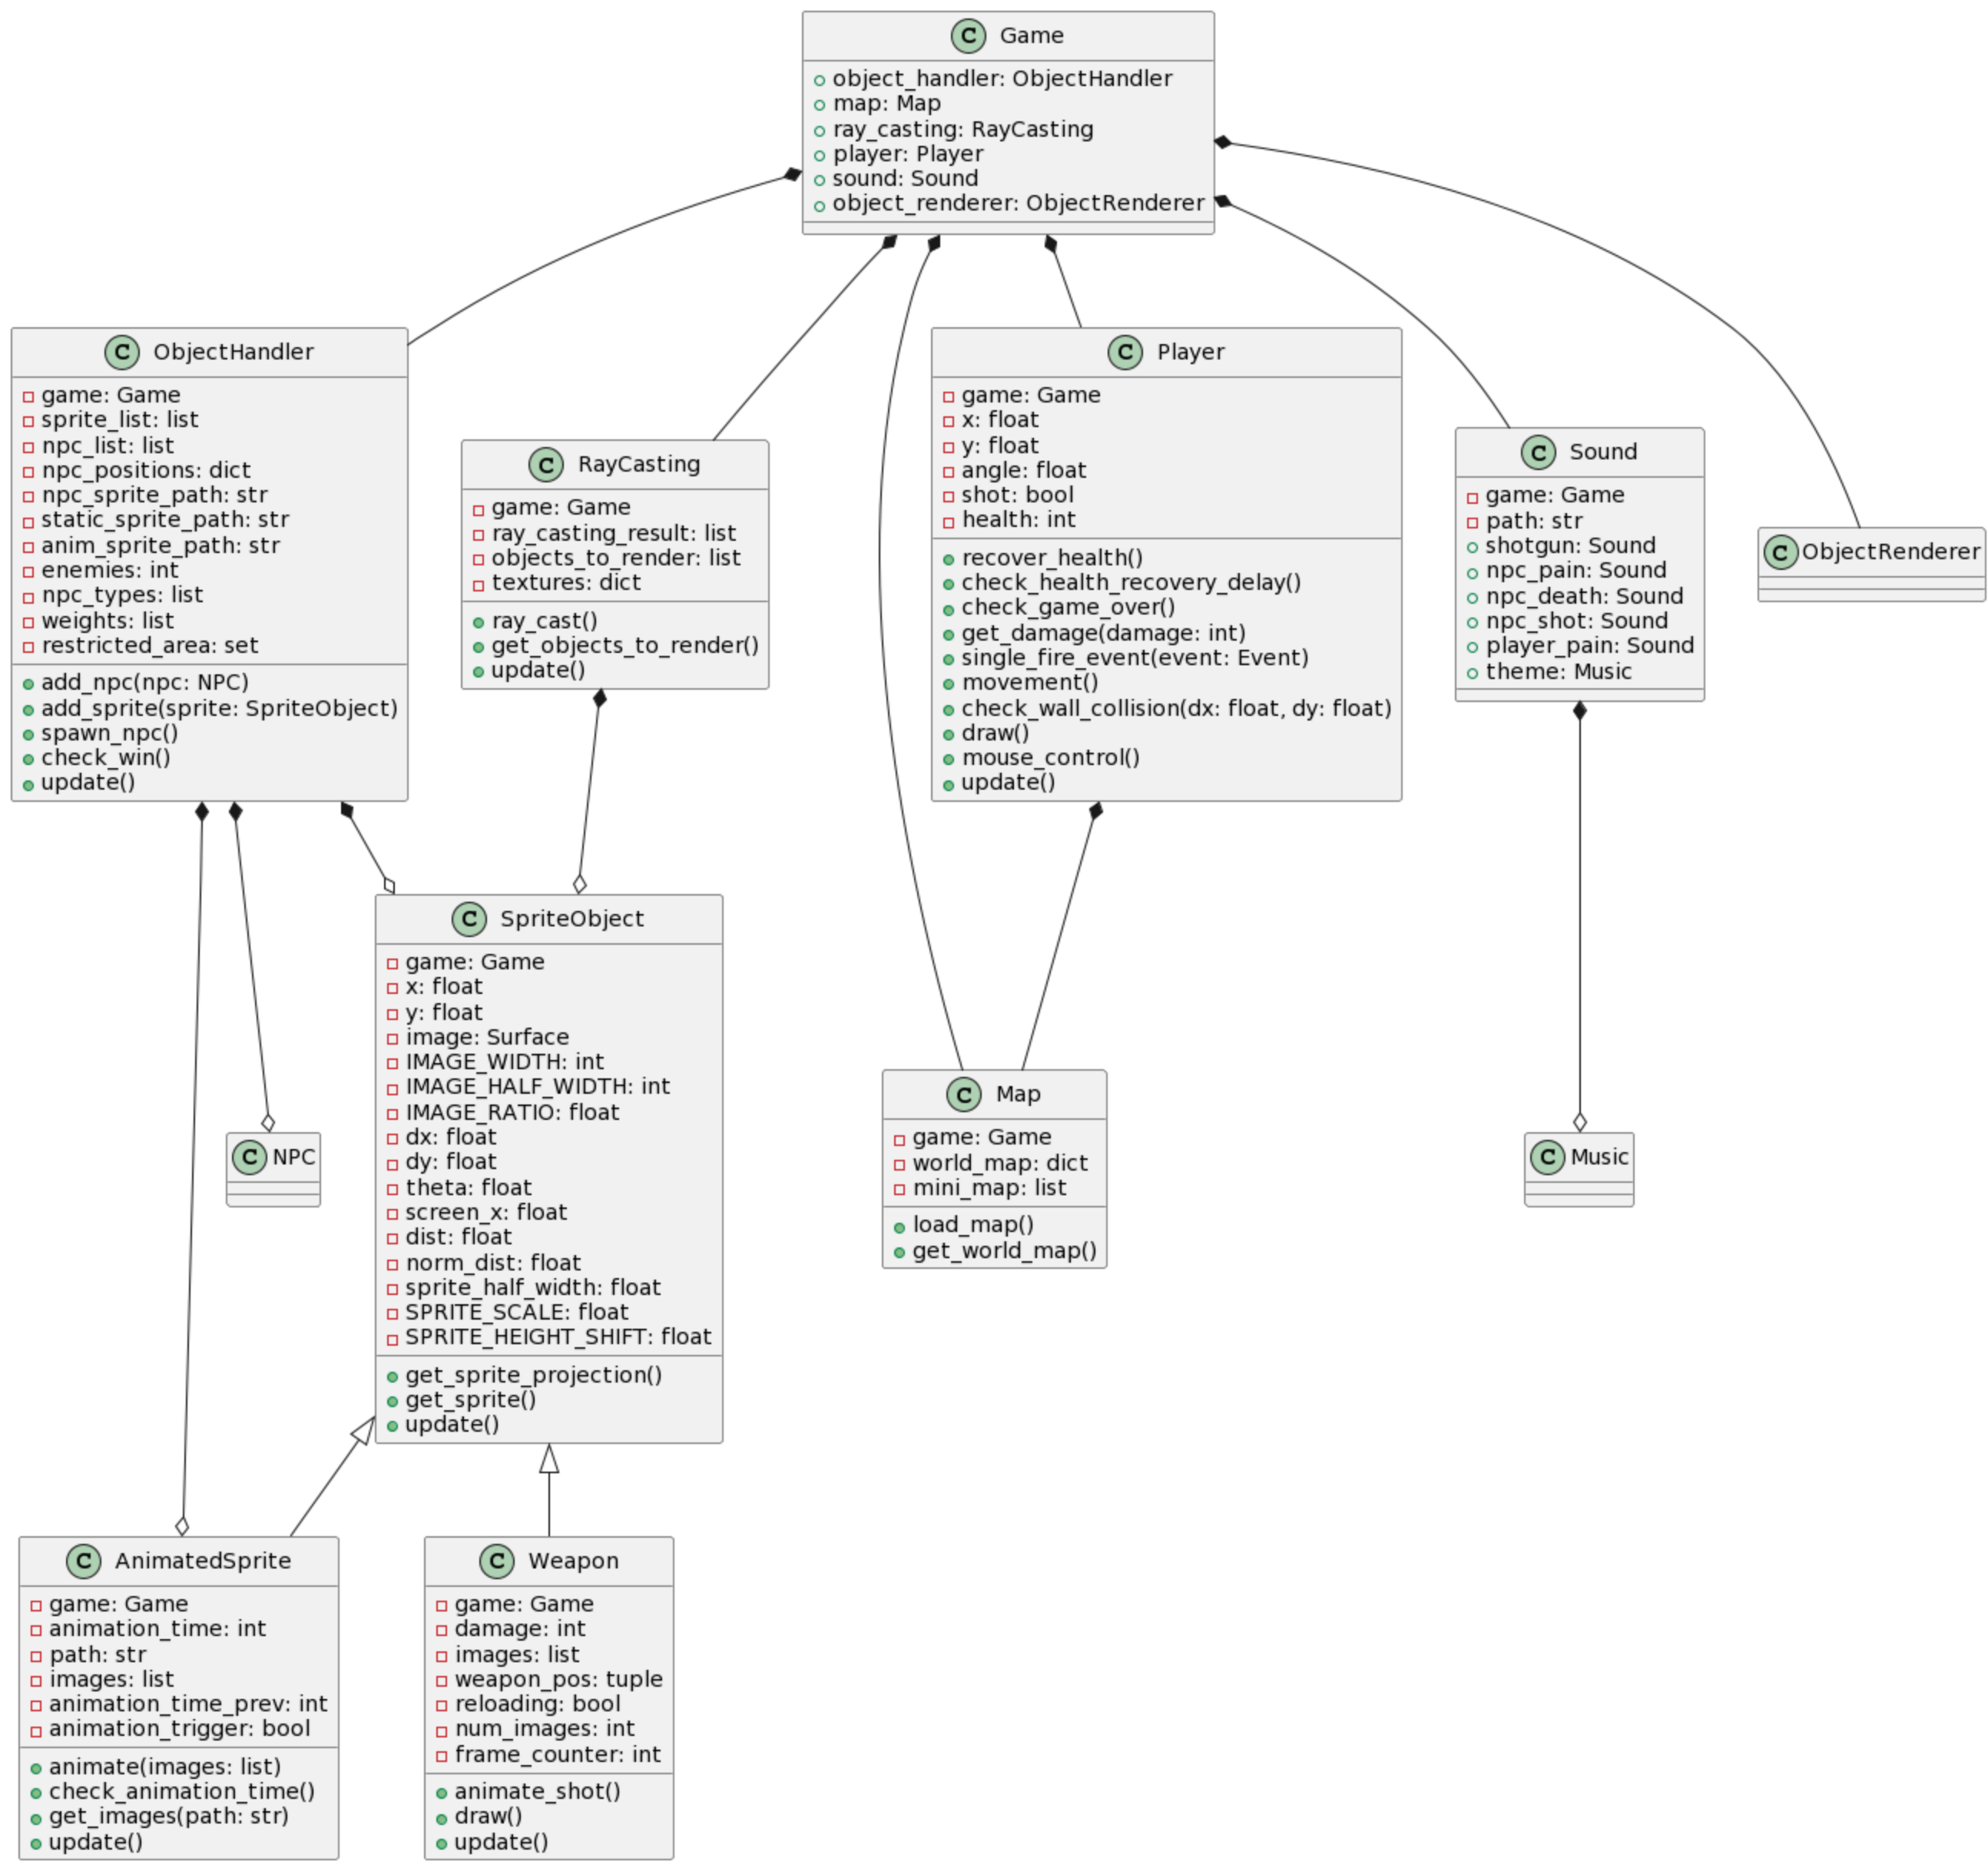 C Game
object_handler: ObjectHandler
map: Map
ray_casting: RayCasting
player: Player
sound: Sound
object_renderer: ObjectRenderer
C ObjectHandler
game: Game
sprite_list: list
npc_list: list
npc_positions: dict
npc_sprite_path: str
static_sprite_path: str
anim_sprite_path: str
enemies: int
npc_types: list
weights: list
restricted_area: set
add_npc(npc: NPC)
add_sprite(sprite: SpriteObject)
spawn_npc()
check_win()
update()
C RayCasting
game: Game
ray_casting_result: list
objects_to_render: list
textures: dict
ray_cast()
get_objects_to_render()
update()
C Player
game: Game
x: float
y: float
angle: float
shot: bool
health: int
recover_health()
check_health_recovery_delay()
check_game_over()
get_damage(damage: int)
single_fire_event(event: Event)
movement()
check_wall_collision(dx: float, dy: float)
draw()
mouse_control()
update()
C Sound
game: Game
path: str
shotgun: Sound
npc_pain: Sound
npc_death: Sound
npc_shot: Sound
player_pain: Sound
theme: Music
C ObjectRenderer
C SpriteObject
game: Game
x: float
y: float
image: Surface
IMAGE_WIDTH: int
IMAGE_HALF_WIDTH: int
IMAGE_RATIO: float
dx: float
dy: float
theta: float
screen_x: float
dist: float
norm_dist: float
sprite_half_width: float
SPRITE_SCALE: float
SPRITE_HEIGHT_SHIFT: float
get_sprite_projection()
get_sprite()
update()
C NPC
C Map
game: Game
world_map: dict
mini_map: list
load_map()
get_world_map()
C Music
C AnimatedSprite
game: Game
animation_time: int
path: str
images: list
animation_time_prev: int
animation_trigger: bool
animate(images: list)
check_animation_time()
get_images(path: str)
update()
C Weapon
game: Game
damage: int
images: list
weapon_pos: tuple
reloading: bool
num_images: int
frame_counter: int
animate_shot()
draw()
update()